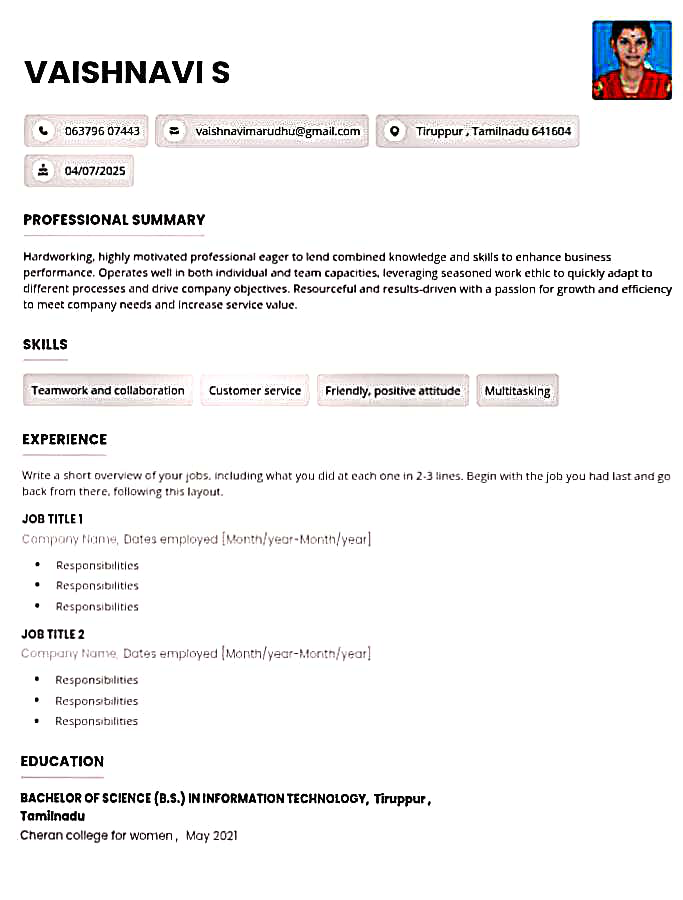 VAISHNAVI S
063796 07443 vaishnavimarudhu@gmail.com Tiruppur , Tamilnadu 641604
04/07/2025
PROFESSIONAL SUMMARY
Hardworking, highly motivated professional eager to lend combined knowledge and skills to enhance business
performance. Operates well in both individual and team capacities, leveraging seasoned work ethic to quickly adapt to
different processes and drive company objectives. Resourceful and results-driven with a passion for growth and efficiency
to meet company needs and increase service value.
SKILLS
Teamwork and collaboration Customer service Friendly, positive attitude Multitasking
EXPERIENCE
Write a short overview of your jobs, including what you did at each one in 2-3 lines. Begin with the job you had last and go
back from there, following this layout.
JOB TITLE 1
Company Name, Dates employed [Month/year-Month/year]
• Responsibilities
• Responsibilities
• Responsibilities
JOB TITLE 2
Company Name, Dates employed [Month/year-Month/year]
• Responsibilities
• Responsibilities
• Responsibilities
EDUCATION
BACHELOR OF SCIENCE (B.S.) IN INFORMATION TECHNOLOGY, Tiruppur ,
Tamilnadu
Cheran college for women , May 2021